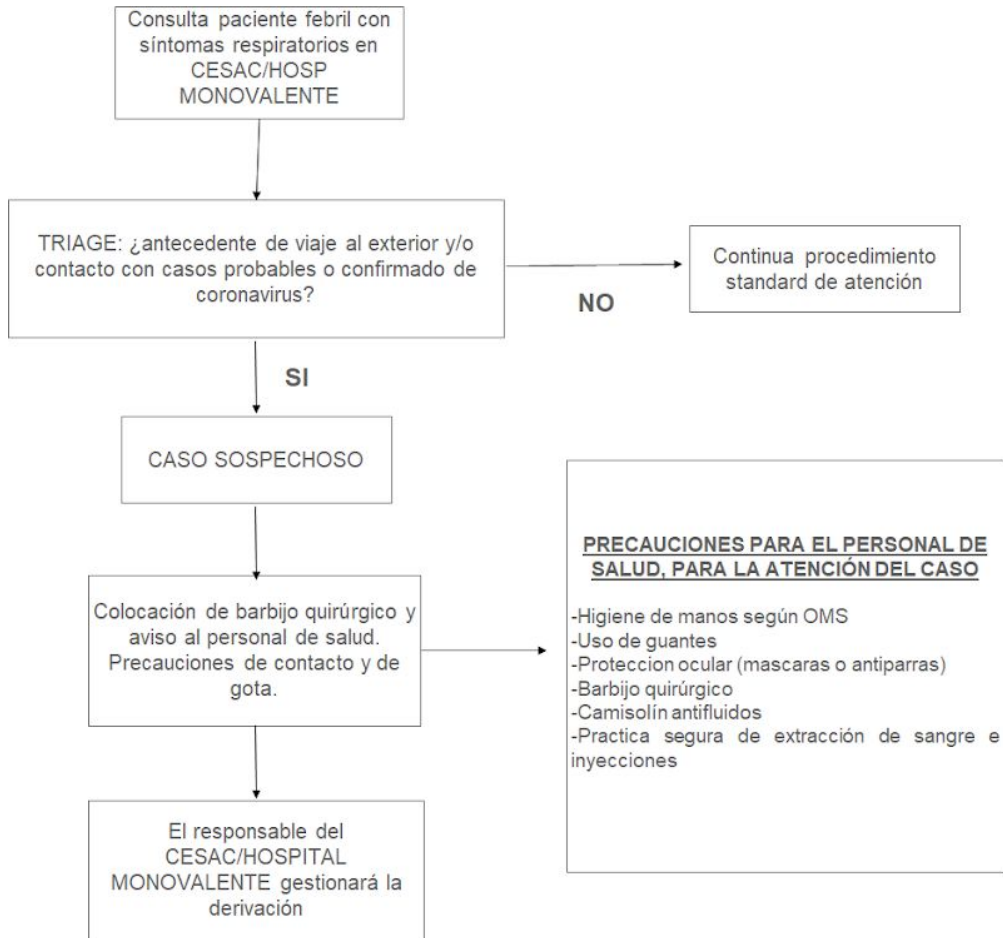 Consulta paciente febril con
síntomas respiratorios en
CESAC/HOSP
MONOVALENTE
TRIAGE: ¿antecedente de viaje al exterior y/o
contacto con casos probables o confirmado de
coronavirus?
NO
Continua procedimiento
standard de atención
SI
CASO SOSPECHOSO
Colocación de barbijo quirúrgico y
aviso al personal de salud.
Precauciones de contacto y de
gota.
PRECAUCIONES PARA EL PERSONAL DE
SALUD, PARA LA ATENCIÓN DEL CASO
-Higiene de manos según OMS
-Uso de guantes
-Proteccion ocular (mascaras o antiparras)
-Barbijo quirúrgico
-Camisolín antifluidos
-Practica segura de extracción de sangre e
inyecciones
El responsable del
CESAC/HOSPITAL
MONOVALENTE gestionará la
derivación